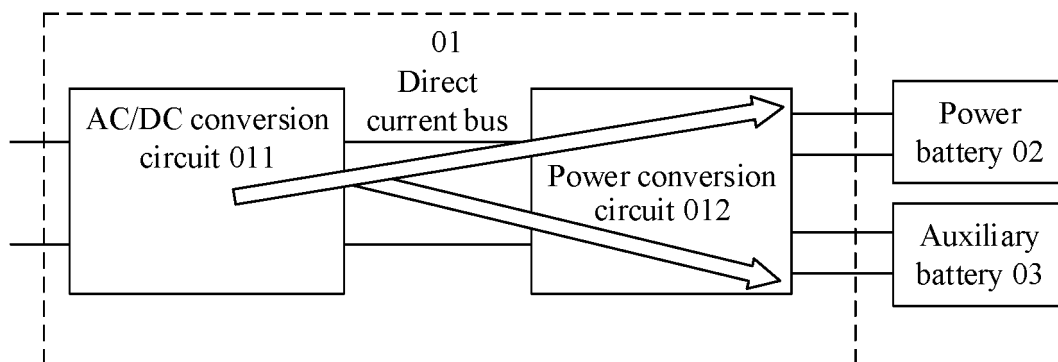 01
Direct
current bus
AC/DC conversion
circuit 011
Power conversion
circuit 012
Power
battery 02
Auxiliary
battery 03